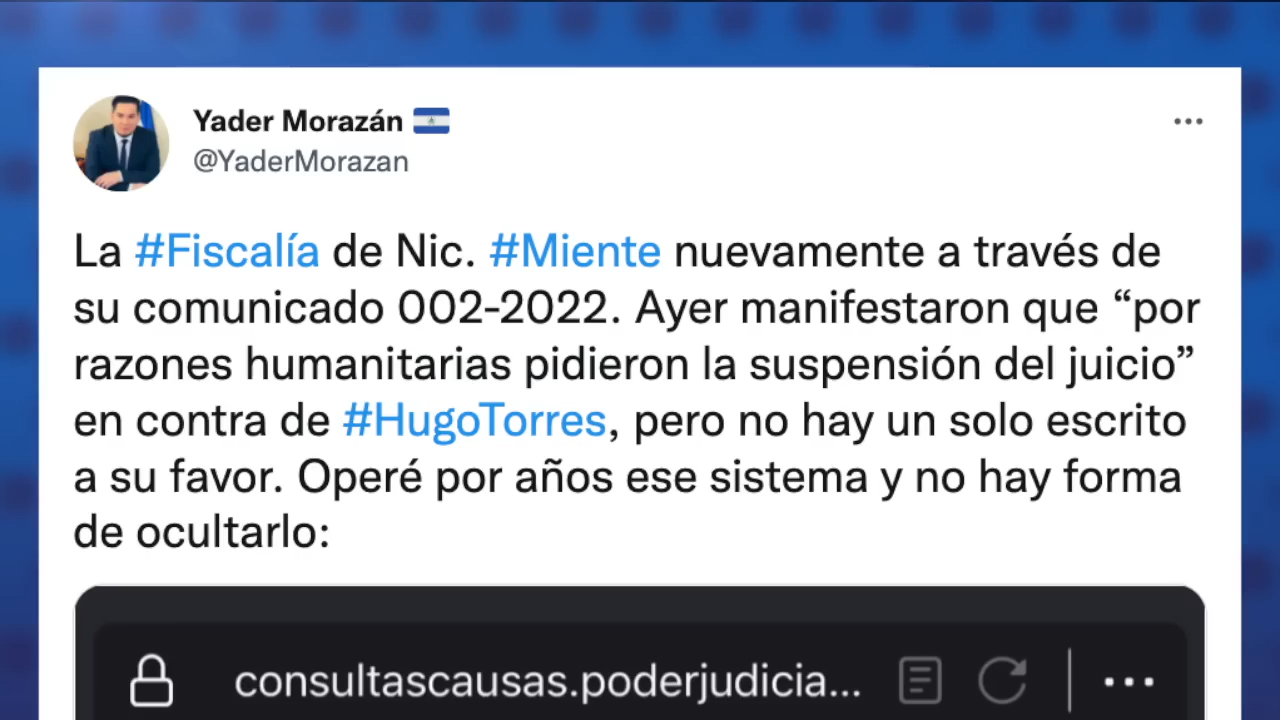 Yader Morazán
@YaderMorazan
La #Fiscalía de Nic. #Miente nuevamente a través de
su comunicado 002-2022. Ayer manifestaron que “por
razones humanitarias pidieron la suspensión del juicio”
en contra de #HugoTorres, pero no hay un solo escrito
a su favor. Operé por años ese sistema y no hay forma
de ocultarlo:
consultascausas.poderjudicia...